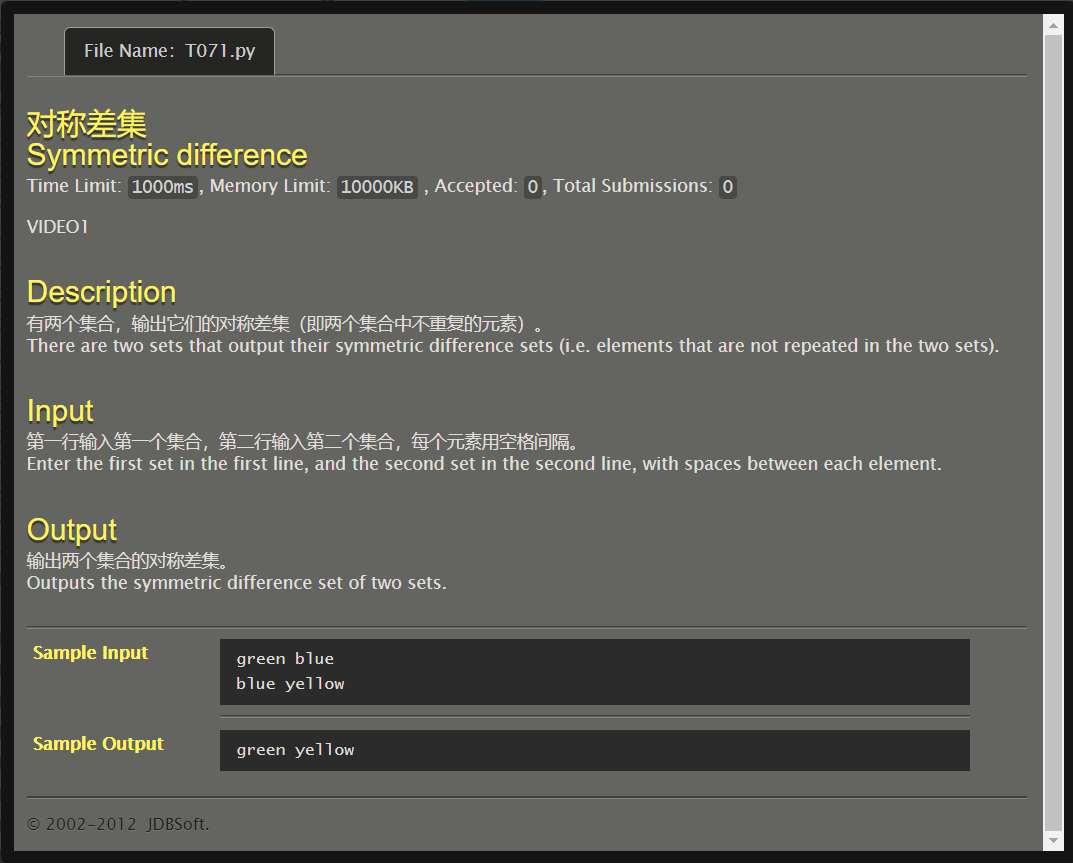 File Name: T071.py
对称差集
Symmetric difference
Time Limit: 1000ms, Memory Limit: 10000KB , Accepted: 0, Total Submissions: 0
VIDEO1
Description
有两个集合，输出它们的对称差集（即两个集合中不重复的元素）。
There are two sets that output their symmetric difference sets (i.e. elements that are not repeated in the two sets).
Input
第一行输入第一个集合，第二行输入第二个集合，每个元素用空格间隔。
Enter the first set in the first line, and the second set in the second line, with spaces between each element.
Output
输出两个集合的对称差集。
Outputs the symmetric difference set of two sets.
Sample Input
green blue
blue yellow
Sample Output
green yellow
© 2002-2012 JDBSoft.